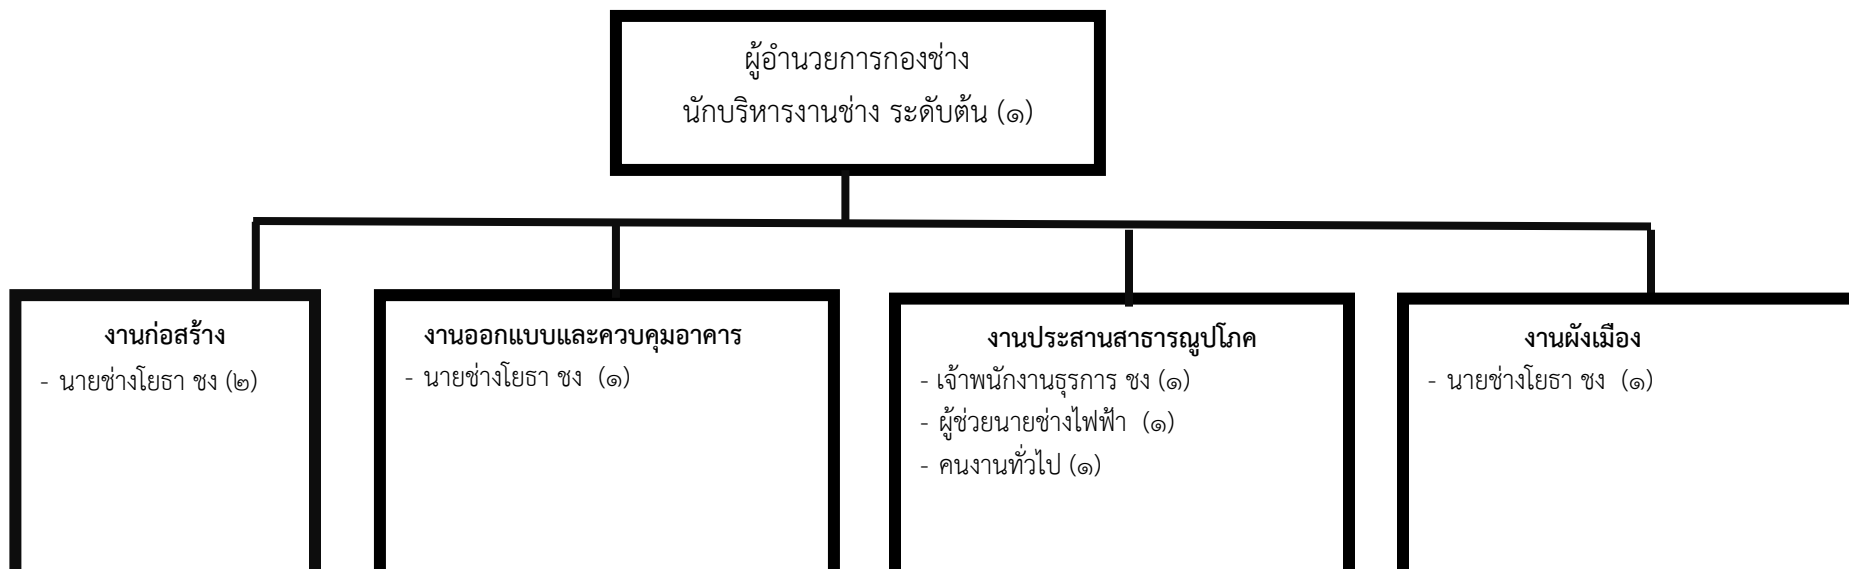 ผู้อำนวยการกองช่าง
นักบริหารงานช่าง ระดับต้น (๑)
งานก่อสร้าง
- นายช่างโยธา ชง (๒)
งานออกแบบและควบคุมอาคาร
- นายช่างโยธา ชง (๑)
งานประสานสาธารณูปโภค
- เจ้าพนักงานธุรการ ชง (๑)
- ผู้ช่วยนายช่างไฟฟ้า (๑)
- คนงานทั่วไป (๑)
งานผังเมือง
- นายช่างโยธา ชง (๑)